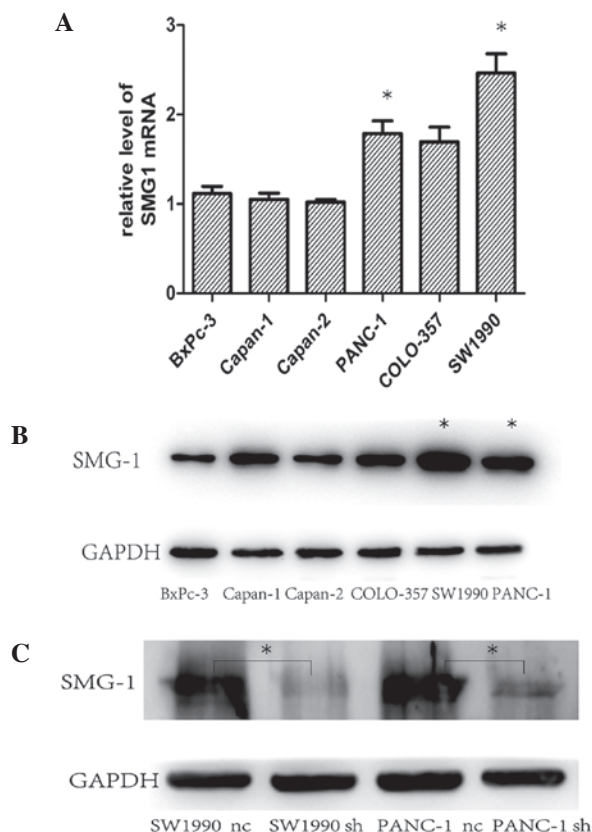 A
relative level of
SMG1 mRNA
3
2
1
0
*
*
BxPc-3
Capan-1
Capan-2
PANC-1
COLO-357
SW1990
B
* *
SMG-1
GAPDH
BxPc-3 Capan-1 Capan-2 COLO-357 SW1990 PANC-1
C
* *
SMG-1
GAPDH
SW1990 nc SW1990 sh PANC-1 nc PANC-1 sh